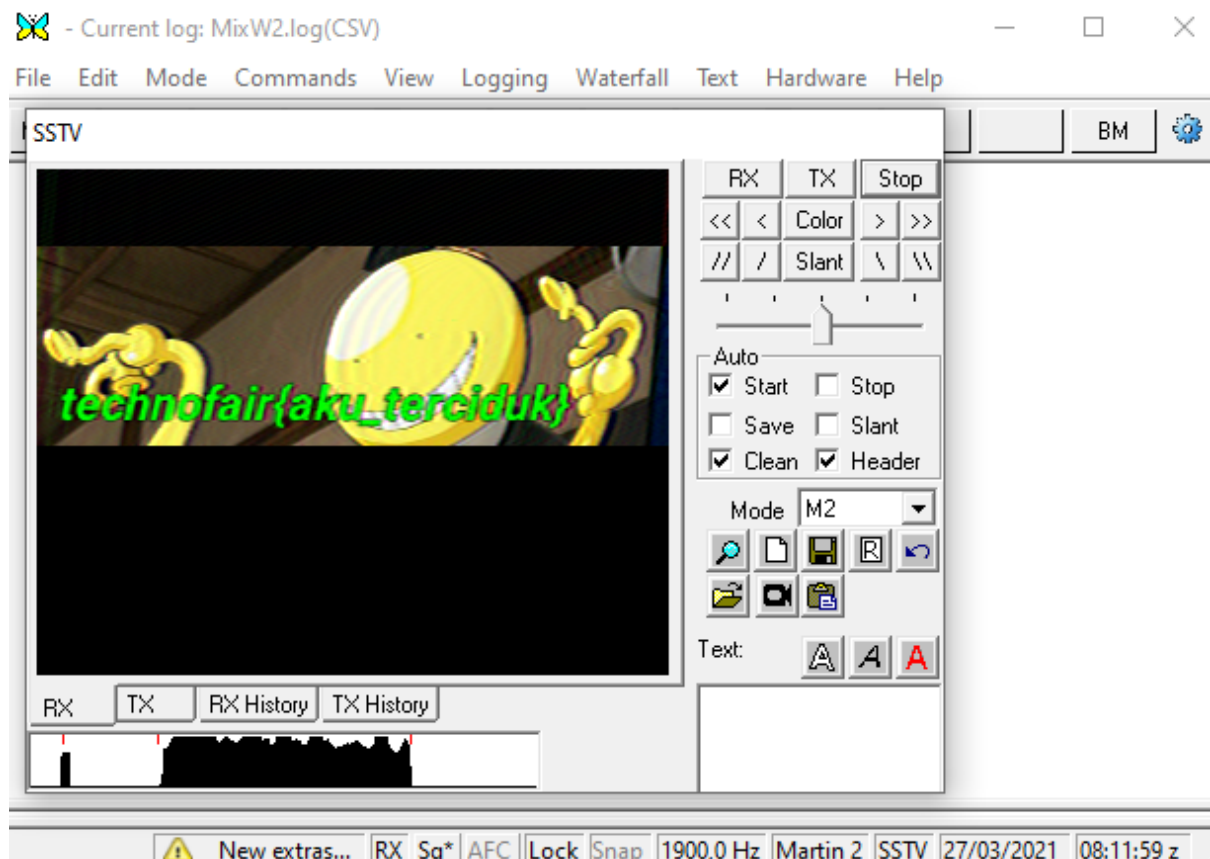 - Current log: MixW2.log(CSV)
File Edit Mode Commands View Logging Waterfall Text Hardware Help
BM
SSTV
technofair{aku_terciduk}
RX TX Stop
<< < Color > >>
// / Slant \ \\
Auto
Start Stop
Save Slant
Clean Header
Mode M2
R
Text: A A A
RX TX RX History TX History
New extras... RX Sq* AFC Lock Snap 1900,0 Hz Martin 2 SSTV 27/03/2021 08:11:59 z